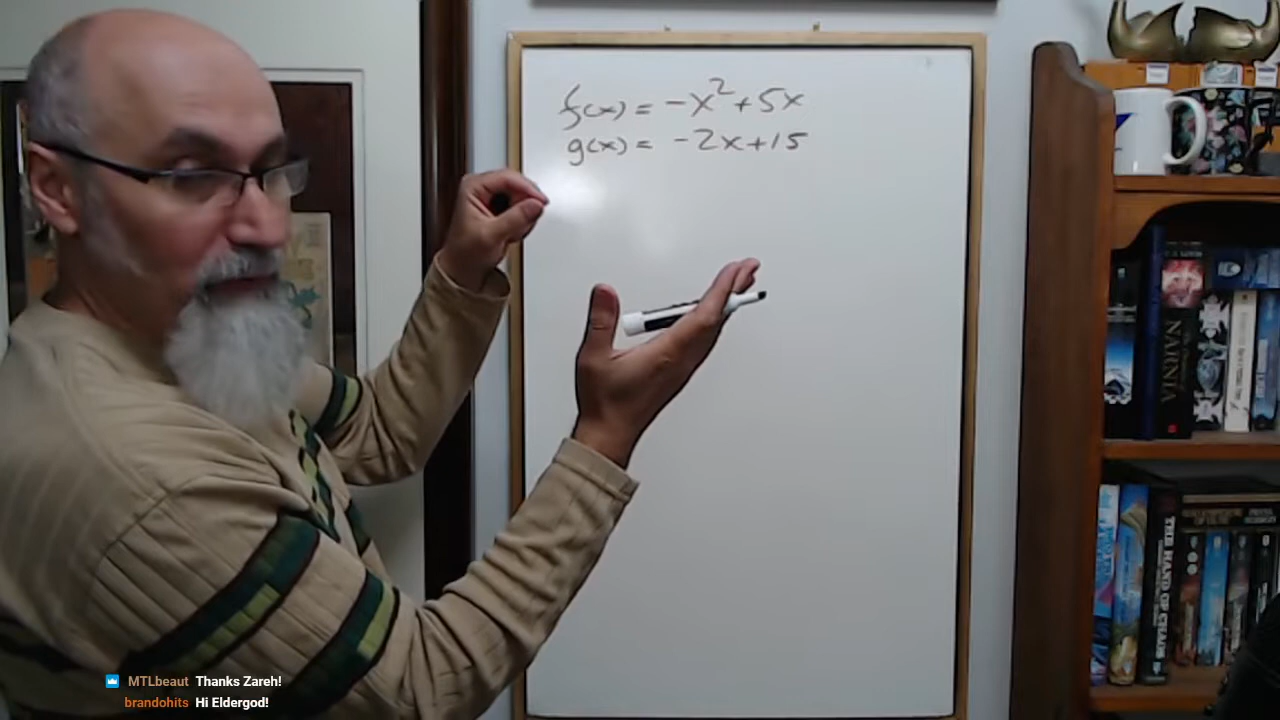 f(x) = -x² + 5x
g(x) = -2x + 15
NARNIA
THE HAND OF CHAOS
MTLbeaut Thanks Zareh!
brandohits Hi Eldergod!